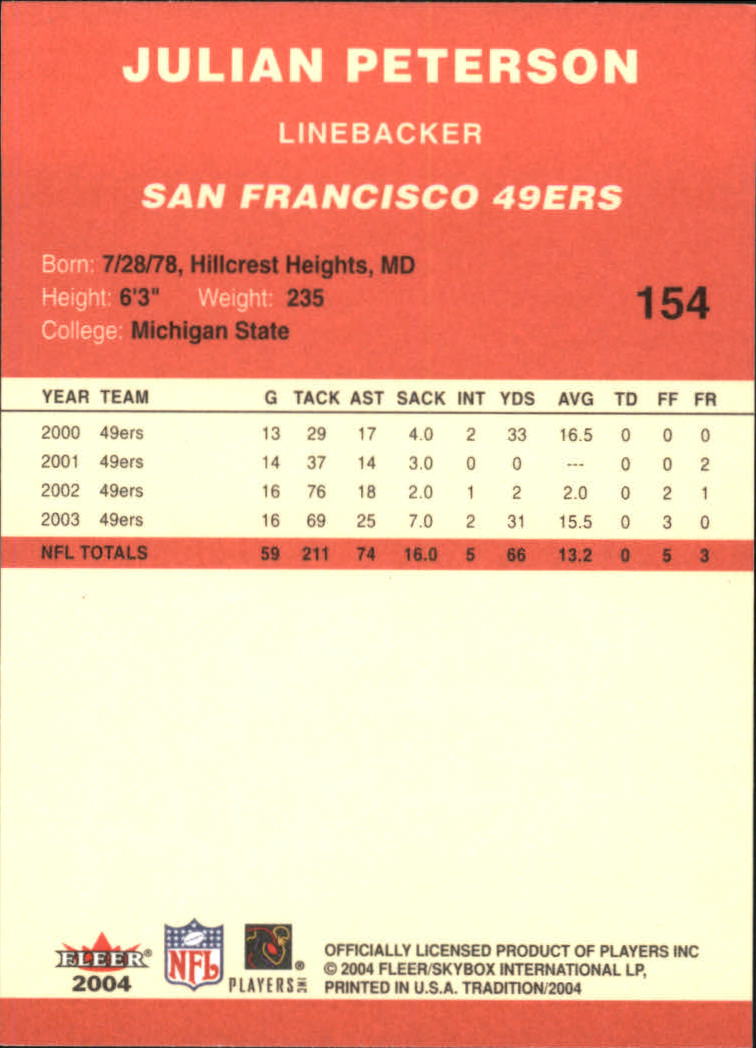 JULIAN PETERSON
LINEBACKER
SAN FRANCISCO 49ERS
Born: 7/28/78, Hillcrest Heights, MD
Height: 6'3" Weight: 235
154
College: Michigan State
YEAR TEAM G TACK AST SACK INT YDS AVG TD FF FR
2000 49ers 13 29 17 4.0 2 33 16.5 0 0 0
2001 49ers 14 37 14 3.0 0 0 --- 0 0 2
2002 49ers 16 76 18 2.0 1 2 2.0 0 2 1
2003 49ers 16 69 25 7.0 2 31 15.5 0 3 0
NFL TOTALS 59 211 74 16.0 5 66 13.2 0 5 3
FLEER®
2004
NFL
PLAYERS INC ®
OFFICIALLY LICENSED PRODUCT OF PLAYERS INC
© 2004 FLEER/SKYBOX INTERNATIONAL LP,
PRINTED IN U.S.A. TRADITION/2004